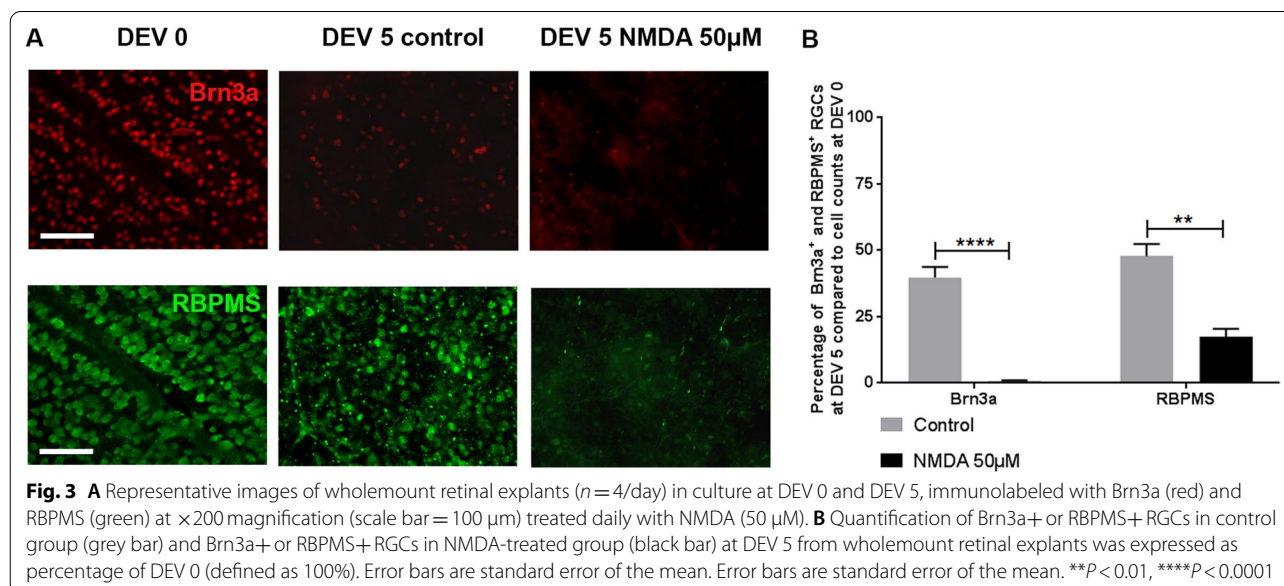 A
DEV 0
DEV 5 control
DEV 5 NMDA 50µM
Brn3a
RBPMS
B
Percentage of Brn3a⁺ and RBPMS⁺ RGCs
at DEV 5 compared to cell counts at DEV 0
100
75
50
25
0
****
**
Brn3a
RBPMS
Control
NMDA 50µM
Fig. 3 A Representative images of wholemount retinal explants (n = 4/day) in culture at DEV 0 and DEV 5, immunolabeled with Brn3a (red) and
RBPMS (green) at ×200 magnification (scale bar = 100 µm) treated daily with NMDA (50 µM). B Quantification of Brn3a+ or RBPMS+ RGCs in control
group (grey bar) and Brn3a+ or RBPMS+ RGCs in NMDA-treated group (black bar) at DEV 5 from wholemount retinal explants was expressed as
percentage of DEV 0 (defined as 100%). Error bars are standard error of the mean. Error bars are standard error of the mean. **P < 0.01, ****P < 0.0001